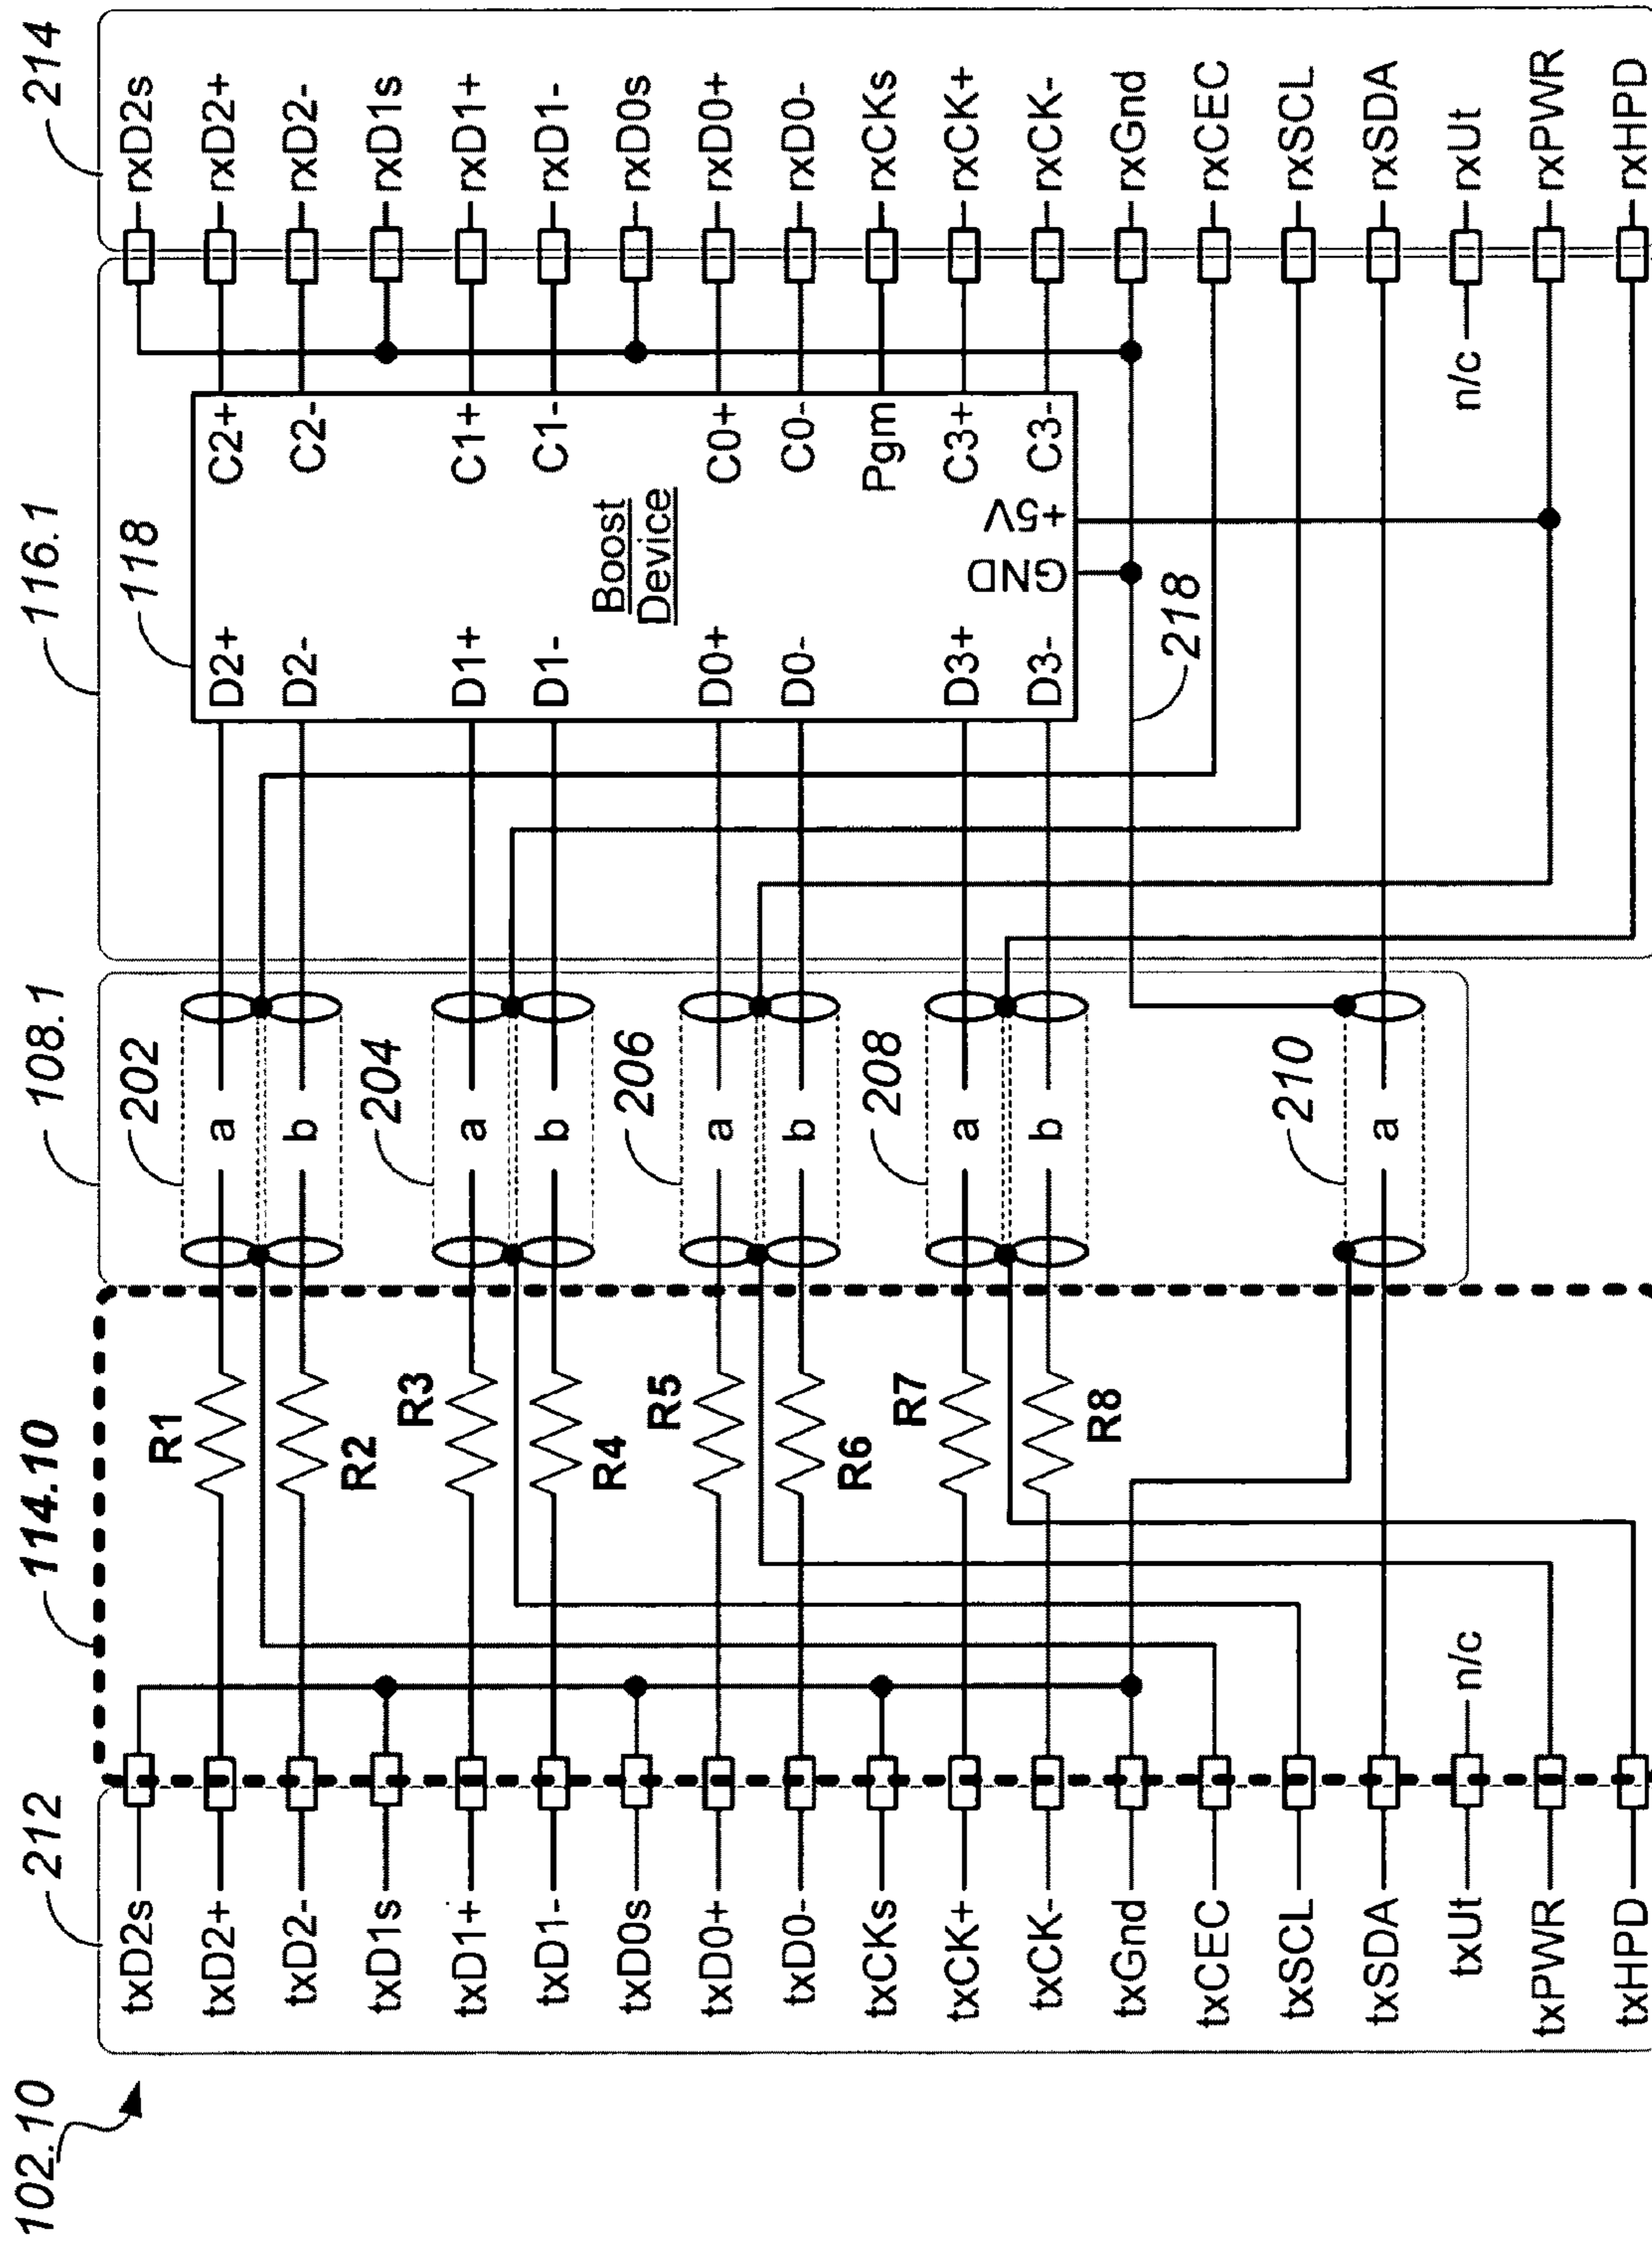 102.10
212
114.10
108.1
116.1
214
txD2s
txD2+
txD2-
txD1s
txD1+
txD1-
txD0s
txD0+
txD0-
txCKs
txCK+
txCK-
txGnd
txCEC
txSCL
txSDA
txUt
txPWR
txHPD
n/c
R1
R2
R3
R4
R5
R6
R7
R8
202
a
b
204
a
b
206
a
b
208
a
b
210
a
118
D2+
D2-
D1+
D1-
D0+
D0-
D3+
D3-
Boost
Device
GND
+5V
C2+
C2-
C1+
C1-
C0+
C0-
Pgm
C3+
C3-
218
n/c
rxD2s
rxD2+
rxD2-
rxD1s
rxD1+
rxD1-
rxD0s
rxD0+
rxD0-
rxCKs
rxCK+
rxCK-
rxGnd
rxCEC
rxSCL
rxSDA
rxUt
rxPWR
rxHPD